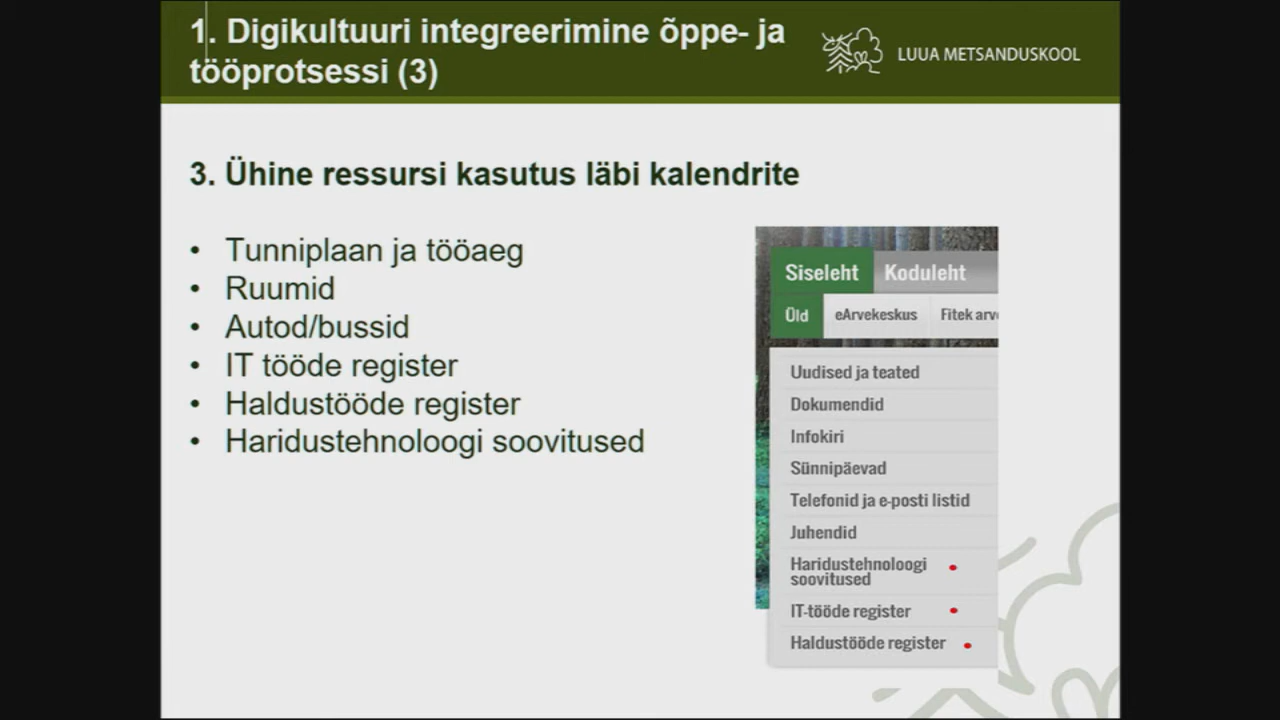 1. Digikultuuri integreerimine õppe- ja
tööprotsessi (3)
LUUA METSANDUSKOOL
3. Ühine ressursi kasutus läbi kalendrite
• Tunniplaan ja tööaeg
• Ruumid
• Autod/bussid
• IT tööde register
• Haldustööde register
• Haridustehnoloogi soovitused
Siseleht Koduleht
Üld eArvekeskus Fitek arv
Uudised ja teated
Dokumendid
Infokiri
Sünnipäevad
Telefonid ja e-posti listid
Juhendid
Haridustehnoloogi
soovitused
IT-tööde register
Haldustööde register